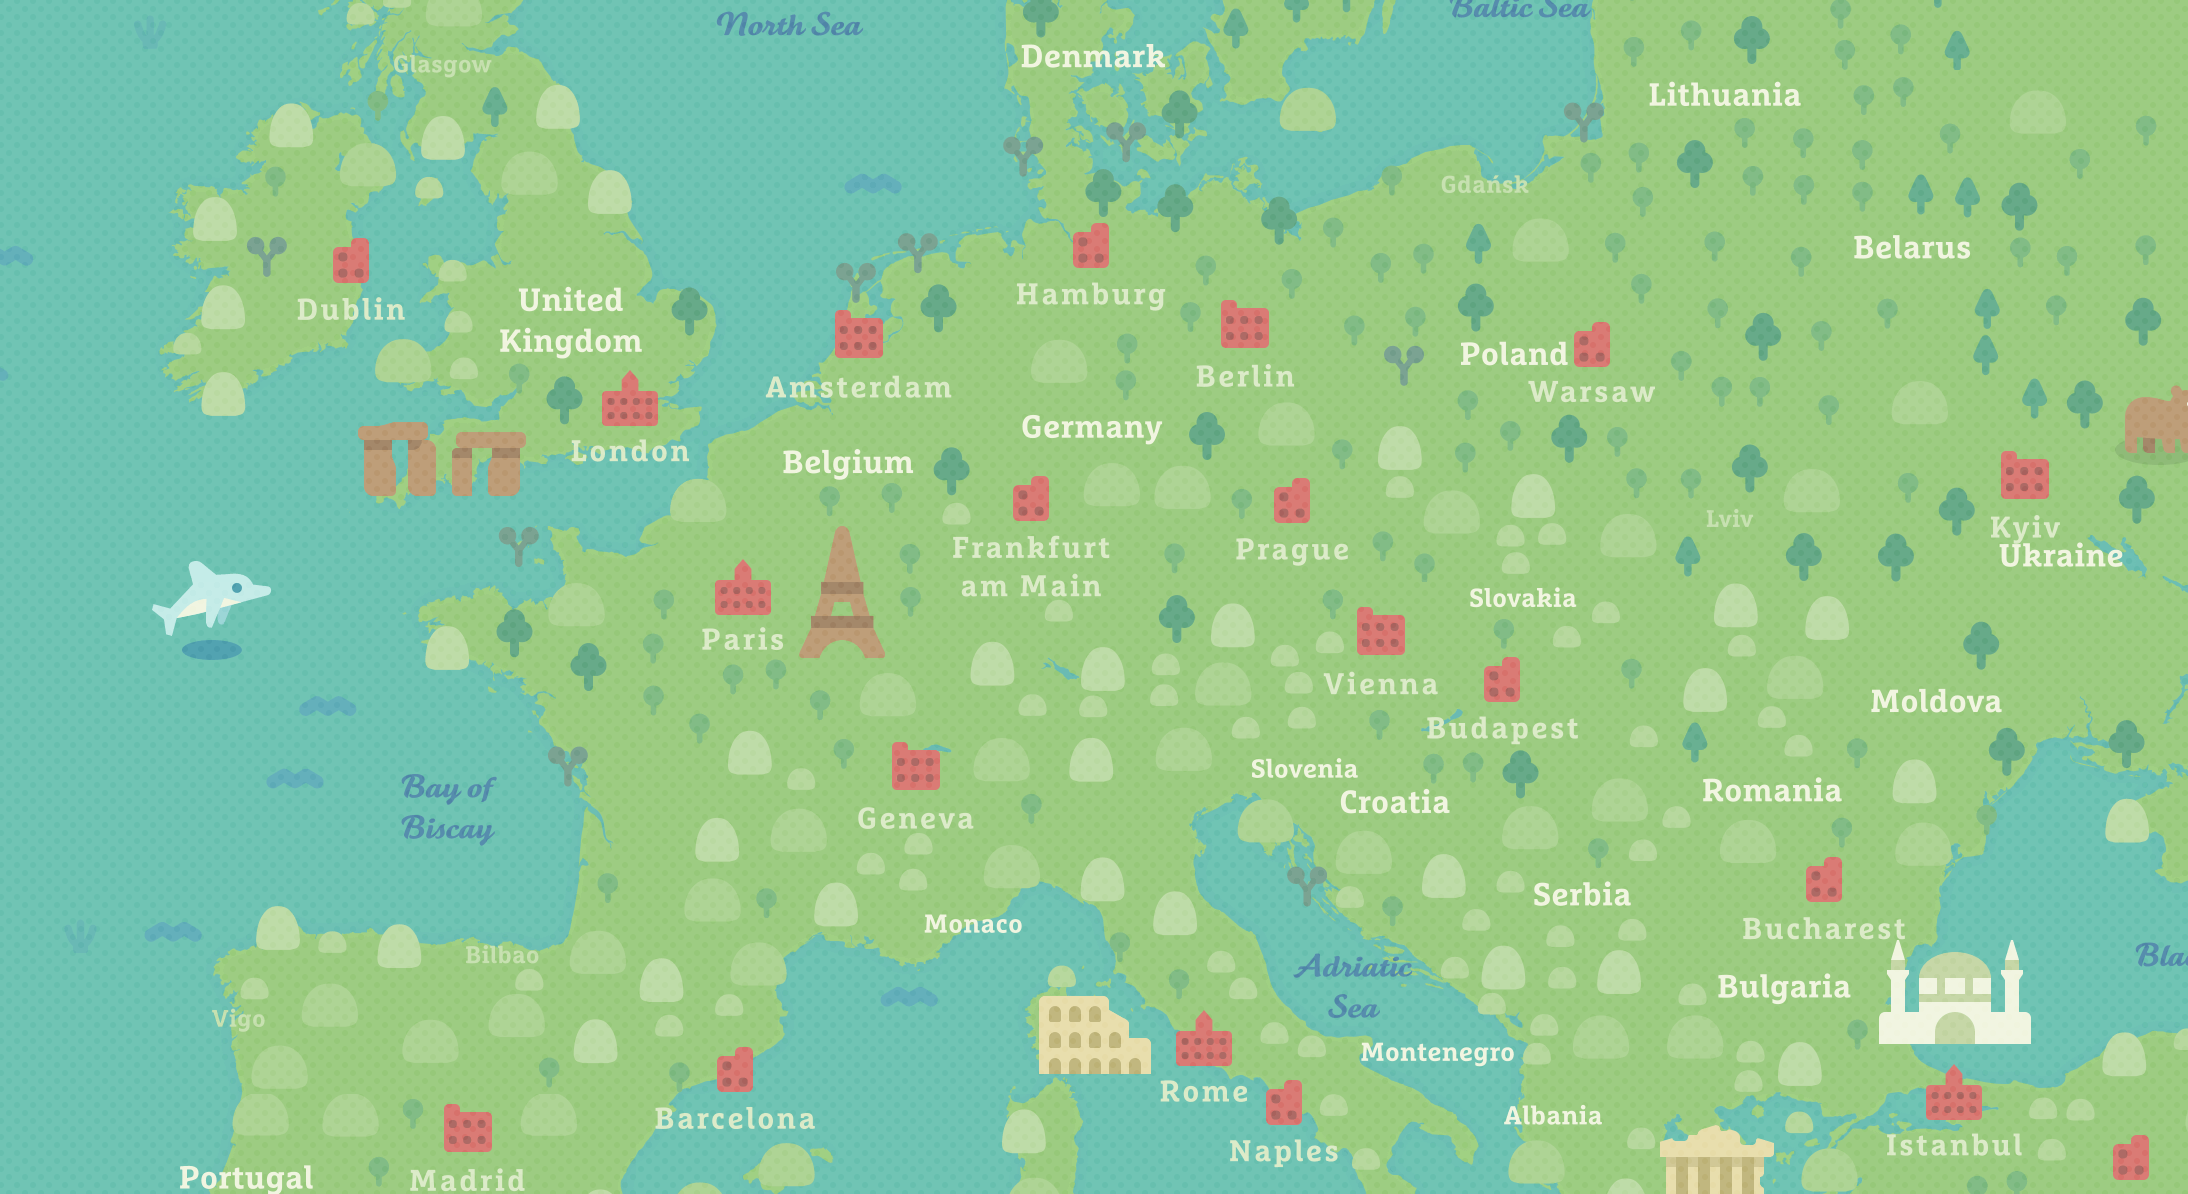 North Sea
Baltic Sea
Denmark
Glasgow
Lithuania
Gdańsk
Belarus
Dublin
United
Kingdom
Hamburg
Amsterdam
Berlin
Poland
Warsaw
London
Germany
Belgium
Kyiv
Ukraine
Lviv
Frankfurt
am Main
Prague
Slovakia
Paris
Vienna
Budapest
Moldova
Bay of
Biscay
Geneva
Slovenia
Croatia
Romania
Serbia
Monaco
Bucharest
Bilbao
Adriatic
Sea
Bulgaria
Bla
Vigo
Montenegro
Rome
Barcelona
Albania
Naples
Istanbul
Portugal
Madrid